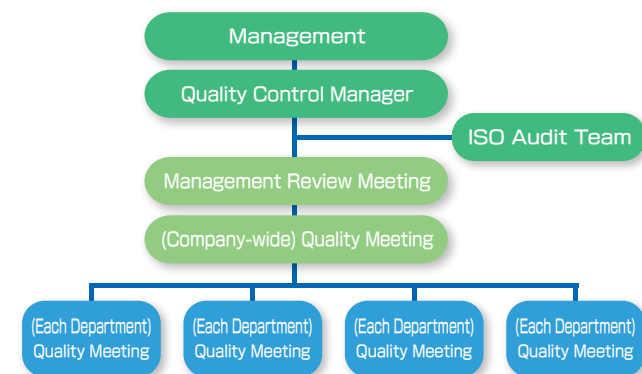 Management
Quality Control Manager
ISO Audit Team
Management Review Meeting
(Company-wide) Quality Meeting
(Each Department)
Quality Meeting
(Each Department)
Quality Meeting
(Each Department)
Quality Meeting
(Each Department)
Quality Meeting